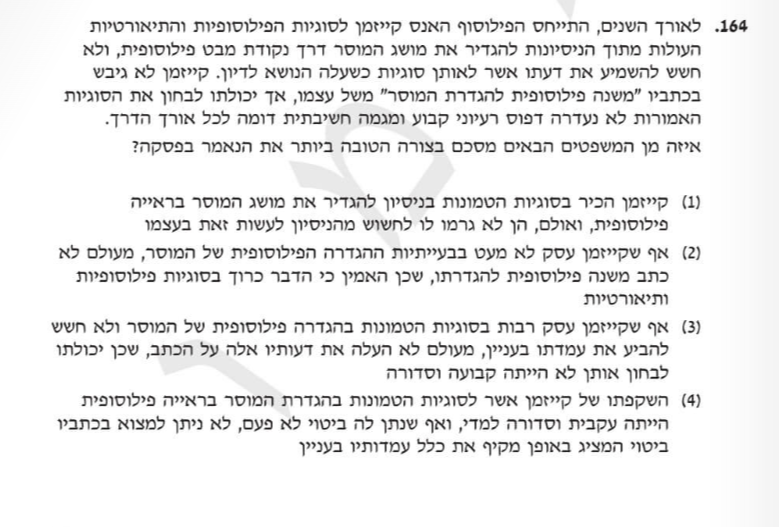 164. לאורך השנים, התייחס הפילוסוף האנס קייזמן לסוגיות הפילוסופיות והתיאורטיות
העולות מתוך הניסיונות להגדיר את מושג המוסר דרך נקודת מבט פילוסופית, ולא
חשש להשמיע את דעתו אשר לאותן סוגיות כשעלה הנושא לדיון. קייזמן לא גיבש
בכתביו "משנה פילוסופית להגדרת המוסר" משל עצמו, אך יכולתו לבחון את הסוגיות
האמורות לא נעדרה דפוס רעיוני קבוע ומגמה חשיבתית דומה לכל אורך הדרך.
איזה מן המשפטים הבאים מסכם בצורה הטובה ביותר את הנאמר בפסקה?
(1) קייזמן הכיר בסוגיות הטמונות בניסיון להגדיר את מושג המוסר בראייה
פילוסופית, ואולם, הן לא גרמו לו לחשוש מהניסיון לעשות זאת בעצמו
(2) אף שקייזמן עסק לא מעט בבעייתיות ההגדרה הפילוסופית של המוסר, מעולם לא
כתב משנה פילוסופית להגדרתו, שכן האמין כי הדבר כרוך בסוגיות פילוסופיות
ותיאורטיות
(3) אף שקייזמן עסק רבות בסוגיות הטמונות בהגדרה פילוסופית של המוסר ולא חשש
להביע את עמדתו בעניין, מעולם לא העלה את דעותיו אלה על הכתב, שכן יכולתו
לבחון אותן לא הייתה קבועה וסדורה
(4) השקפתו של קייזמן אשר לסוגיות הטמונות בהגדרת המוסר בראייה פילוסופית
הייתה עקבית וסדורה למדי, ואף שנתן לה ביטוי לא פעם, לא ניתן למצוא בכתביו
ביטוי המציג באופן מקיף את כלל עמדותיו בעניין